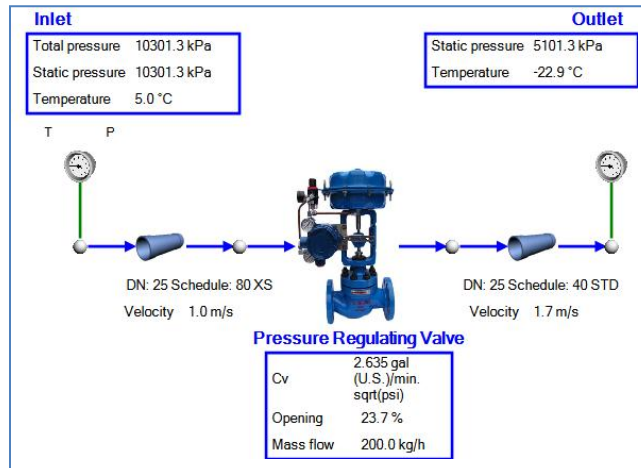 Inlet
Outlet
Total pressure 10301.3 kPa
Static pressure 10301.3 kPa
Temperature 5.0 °C
Static pressure 5101.3 kPa
Temperature -22.9 °C
T P
DN: 25 Schedule: 80 XS
Velocity 1.0 m/s
DN: 25 Schedule: 40 STD
Velocity 1.7 m/s
Pressure Regulating Valve
Cv 2.635 gal
(U.S.)/min.
sqrt(psi)
Opening 23.7 %
Mass flow 200.0 kg/h